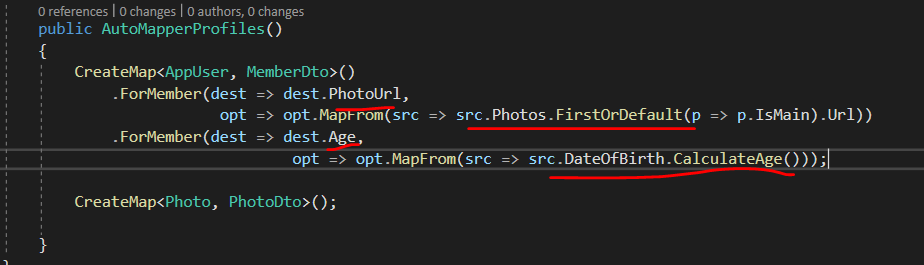 0 references | 0 changes | 0 authors, 0 changes
public AutoMapperProfiles()
{
CreateMap<AppUser, MemberDto>()
.ForMember(dest => dest.PhotoUrl,
opt => opt.MapFrom(src => src.Photos.FirstOrDefault(p => p.IsMain).Url))
.ForMember(dest => dest.Age,
opt => opt.MapFrom(src => src.DateOfBirth.CalculateAge()));
CreateMap<Photo, PhotoDto>();
}